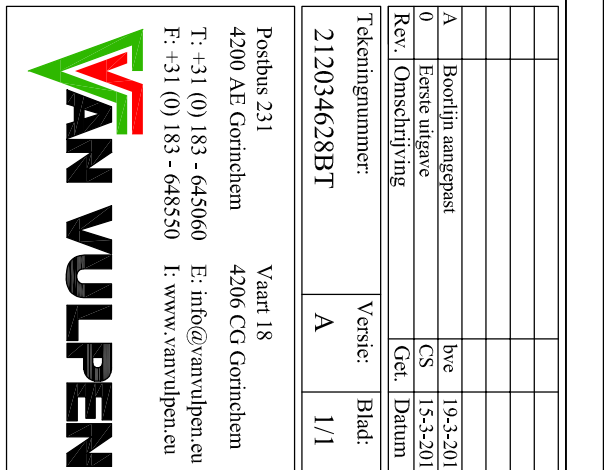 A Boorlijn aangepast bve 19-3-201
0 Eerste uitgave CS 15-3-201
Rev. Omschrijving Get. Datum
Tekeningnummer: Versie: Blad:
212034628BT A 1/1
Postbus 231 Vaart 18
4200 AE Gorinchem 4206 CG Gorinchem
T: +31 (0) 183 - 645060 E: info@vanvulpen.eu
F: +31 (0) 183 - 648550 I: www.vanvulpen.eu
VAN VULPEN